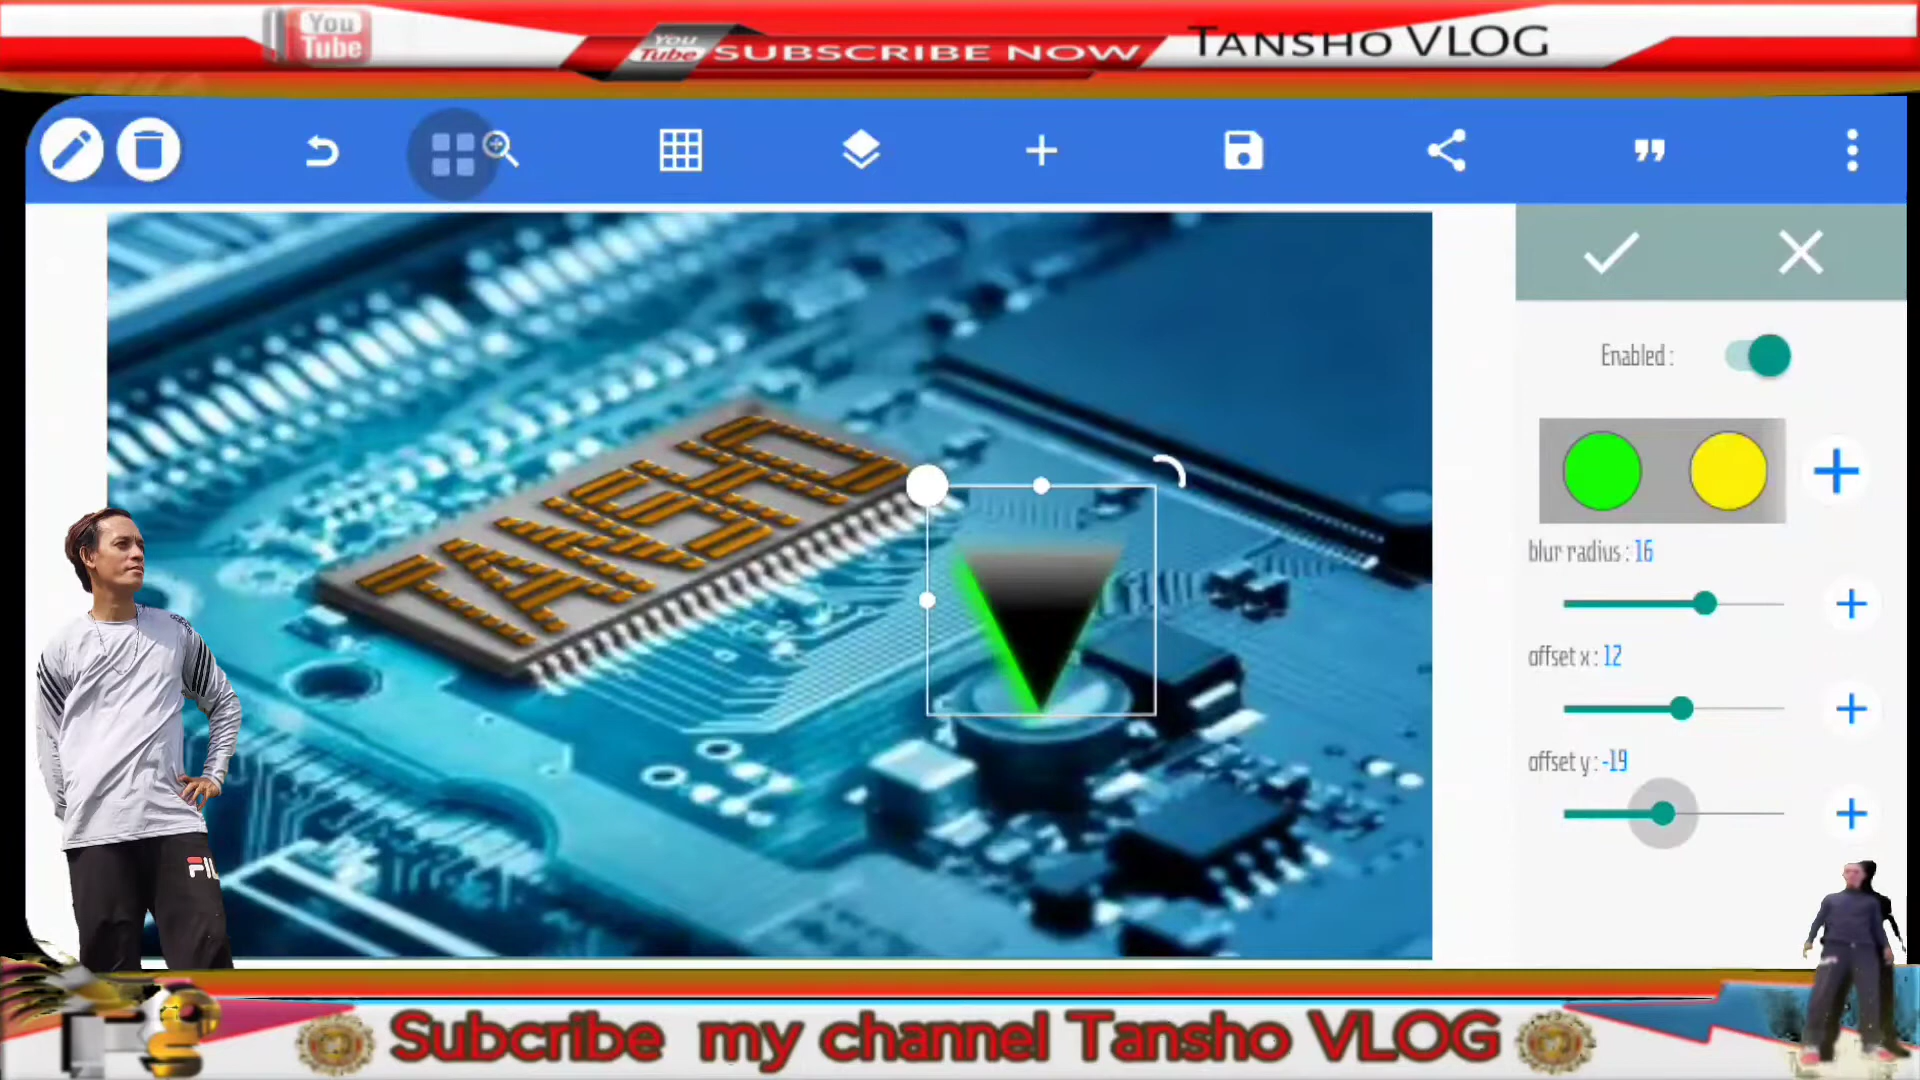 You
Tube
You
Tube
SUBSCRIBE NOW
TANSHO VLOG
TANSHO
Enabled :
blur radius : 16
offset x : 12
offset y : -19
FIL
Subcribe my channel Tansho VLOG